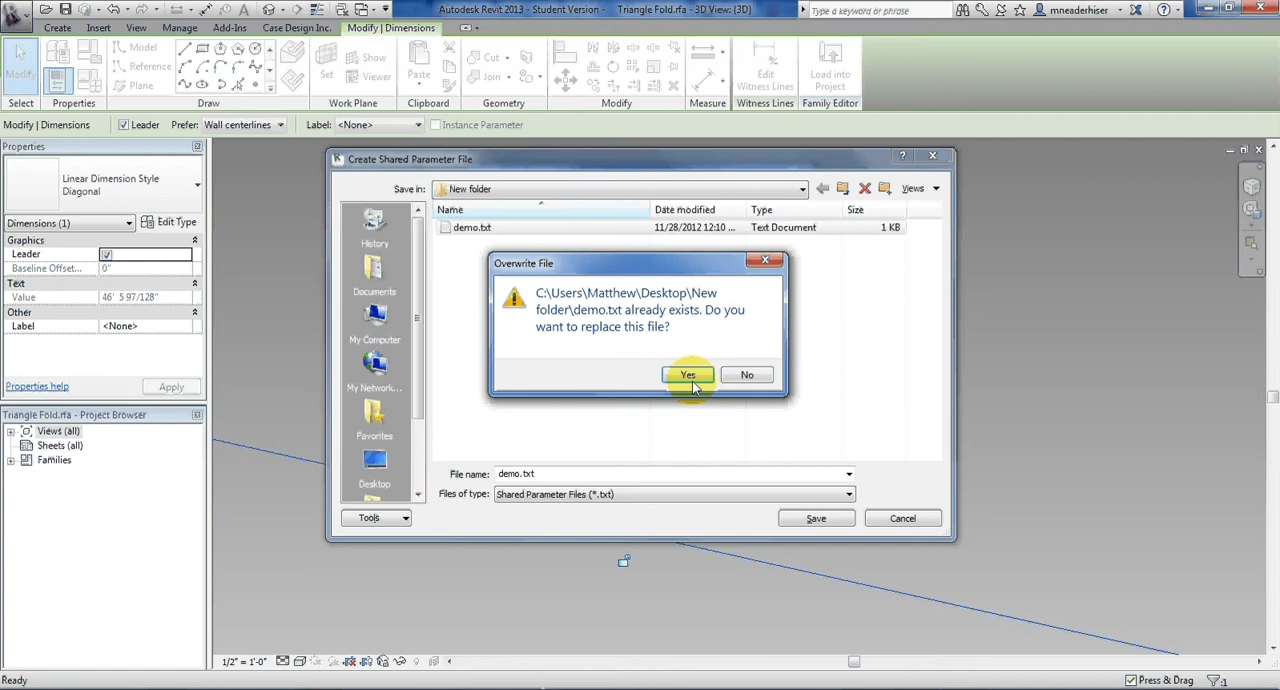 Autodesk Revit 2013 - Student Version - Triangle Fold.rfa - 3D View: {3D}
Type a keyword or phrase
mneaderhiser
Create Insert View Manage Add-Ins Case Design Inc. Modify | Dimensions
Modify
Model
Reference
Plane
Set
Show
Viewer
Paste
Cut
Join
Edit
Witness Lines
Load into
Project
Select Properties Draw Work Plane Clipboard Geometry Modify Measure Witness Lines Family Editor
Modify | Dimensions Leader Prefer: Wall centerlines Label: <None> Instance Parameter
Properties
Linear Dimension Style
Diagonal
Dimensions (1) Edit Type
Graphics
Leader
Baseline Offset... 0"
Text
Value 46' 5 97/128"
Other
Label <None>
Properties help Apply
Triangle Fold.rfa - Project Browser
Views (all)
Sheets (all)
Families
Create Shared Parameter File
Save in: New folder Views
Name Date modified Type Size
demo.txt 11/28/2012 12:10 ... Text Document 1 KB
History
Documents
My Computer
My Network...
Favorites
Desktop
Overwrite File
C:\Users\Matthew\Desktop\New
folder\demo.txt already exists. Do you
want to replace this file?
Yes No
File name: demo.txt
Files of type: Shared Parameter Files (*.txt)
Tools Save Cancel
1/2" = 1'-0"
Ready Press & Drag :1